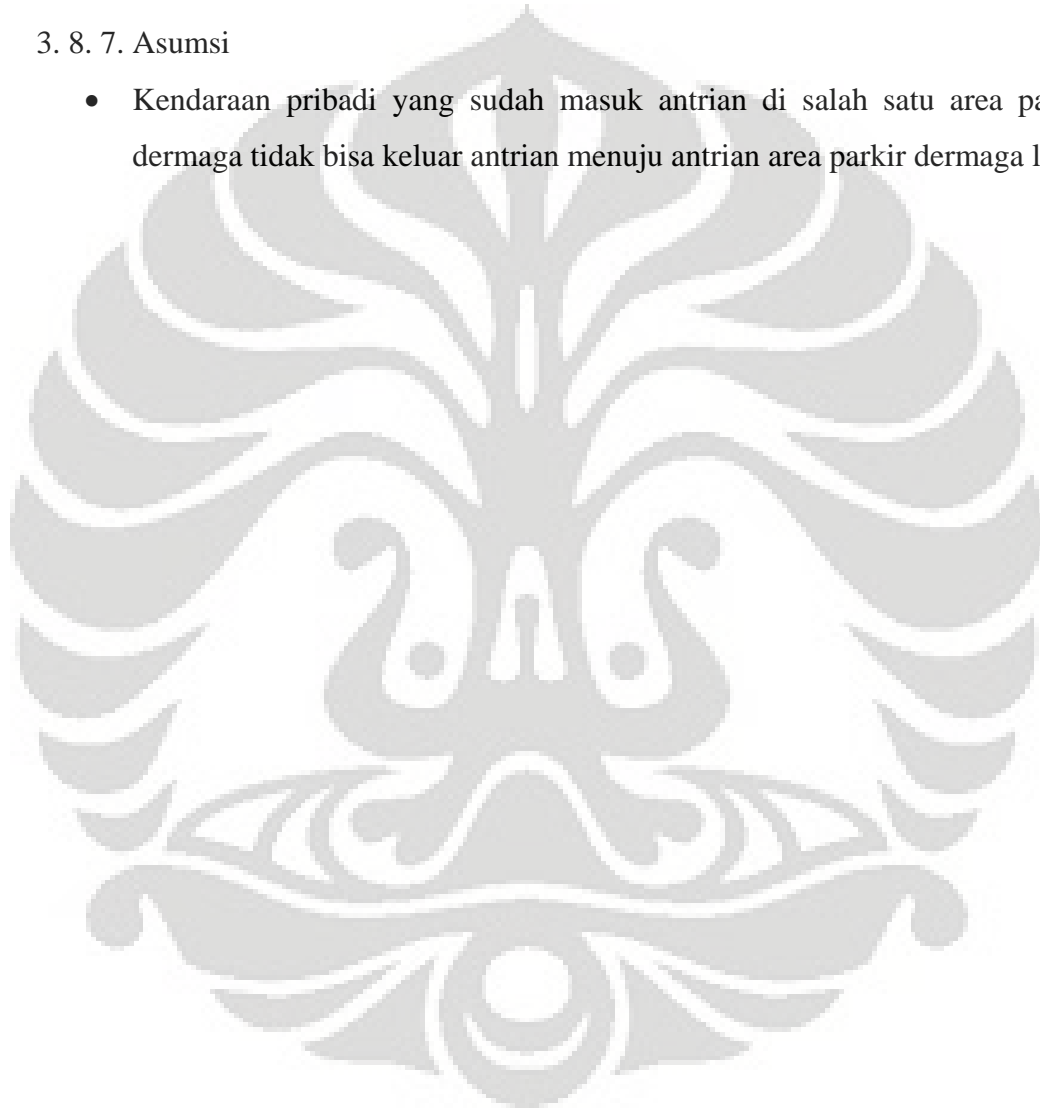 3. 8. 7. Asumsi
• Kendaraan pribadi yang sudah masuk antrian di salah satu area
dermaga tidak bisa keluar antrian menuju antrian area parkir dermaga